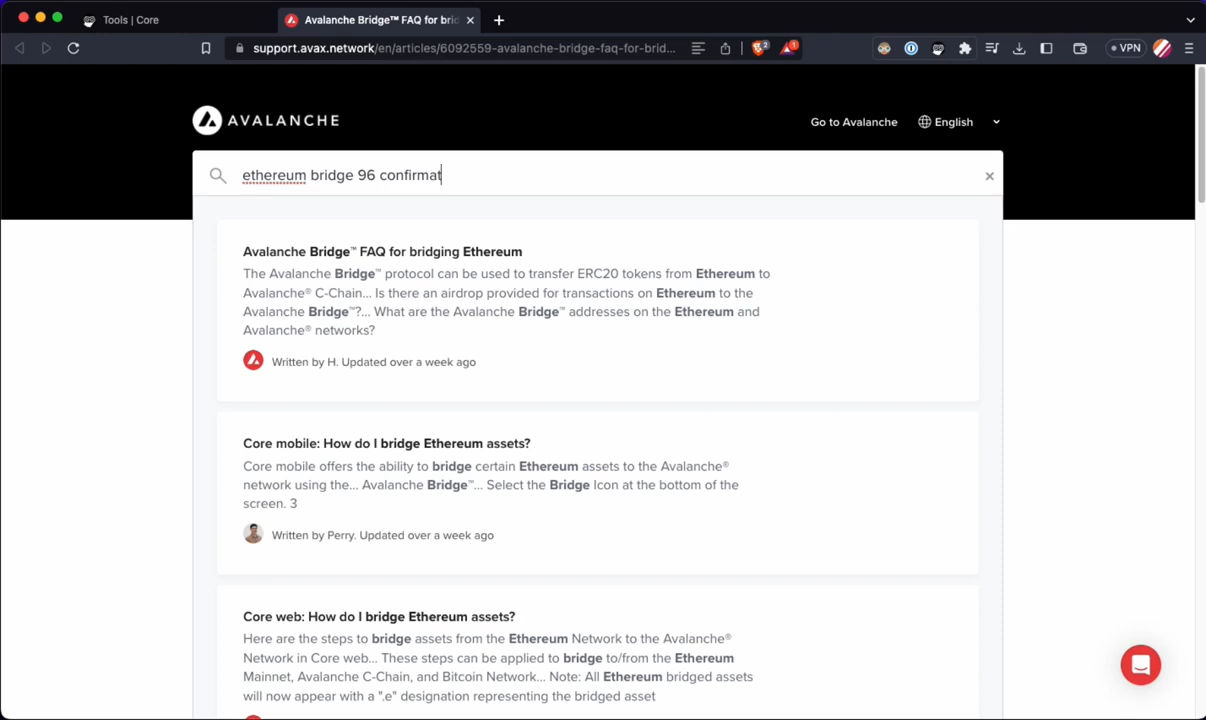 Tools | Core
Avalanche Bridge™ FAQ for brid
support.avax.network/en/articles/6092559-avalanche-bridge-faq-for-brid...
2
1
VPN
AVALANCHE
Go to Avalanche
English
ethereum bridge 96 confirmat
Avalanche Bridge™ FAQ for bridging Ethereum
The Avalanche Bridge™ protocol can be used to transfer ERC20 tokens from Ethereum to
Avalanche® C-Chain... Is there an airdrop provided for transactions on Ethereum to the
Avalanche Bridge™?... What are the Avalanche Bridge™ addresses on the Ethereum and
Avalanche® networks?
Written by H. Updated over a week ago
Core mobile: How do I bridge Ethereum assets?
Core mobile offers the ability to bridge certain Ethereum assets to the Avalanche®
network using the... Avalanche Bridge™... Select the Bridge Icon at the bottom of the
screen. 3
Written by Perry. Updated over a week ago
Core web: How do I bridge Ethereum assets?
Here are the steps to bridge assets from the Ethereum Network to the Avalanche®
Network in Core web... These steps can be applied to bridge to/from the Ethereum
Mainnet, Avalanche C-Chain, and Bitcoin Network... Note: All Ethereum bridged assets
will now appear with a ".e" designation representing the bridged asset